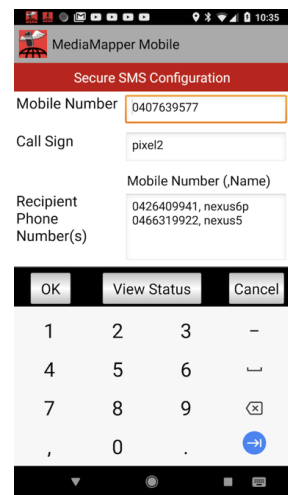 10:35
MediaMapper Mobile
Secure SMS Configuration
Mobile Number 0407639577
Call Sign pixel2
Mobile Number (,Name)
Recipient
Phone
Number(s)
0426409941, nexus6p
0466319922, nexus5
OK View Status Cancel
1 2 3 –
4 5 6
7 8 9
, 0 .